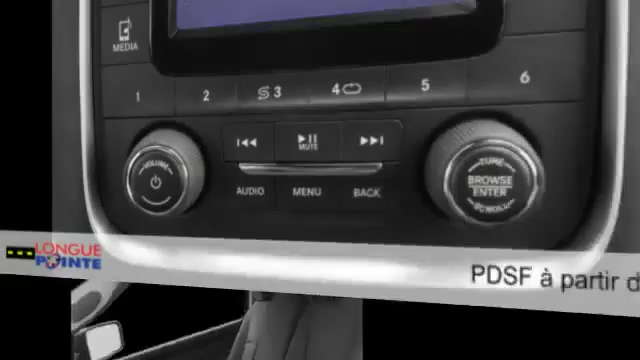 MEDIA
1 2 3 4 5 6
MUTE
VOLUME
TUNE
BROWSE
ENTER
SCROLL
AUDIO MENU BACK
LONGUE
POINTE
PDSF à partir d